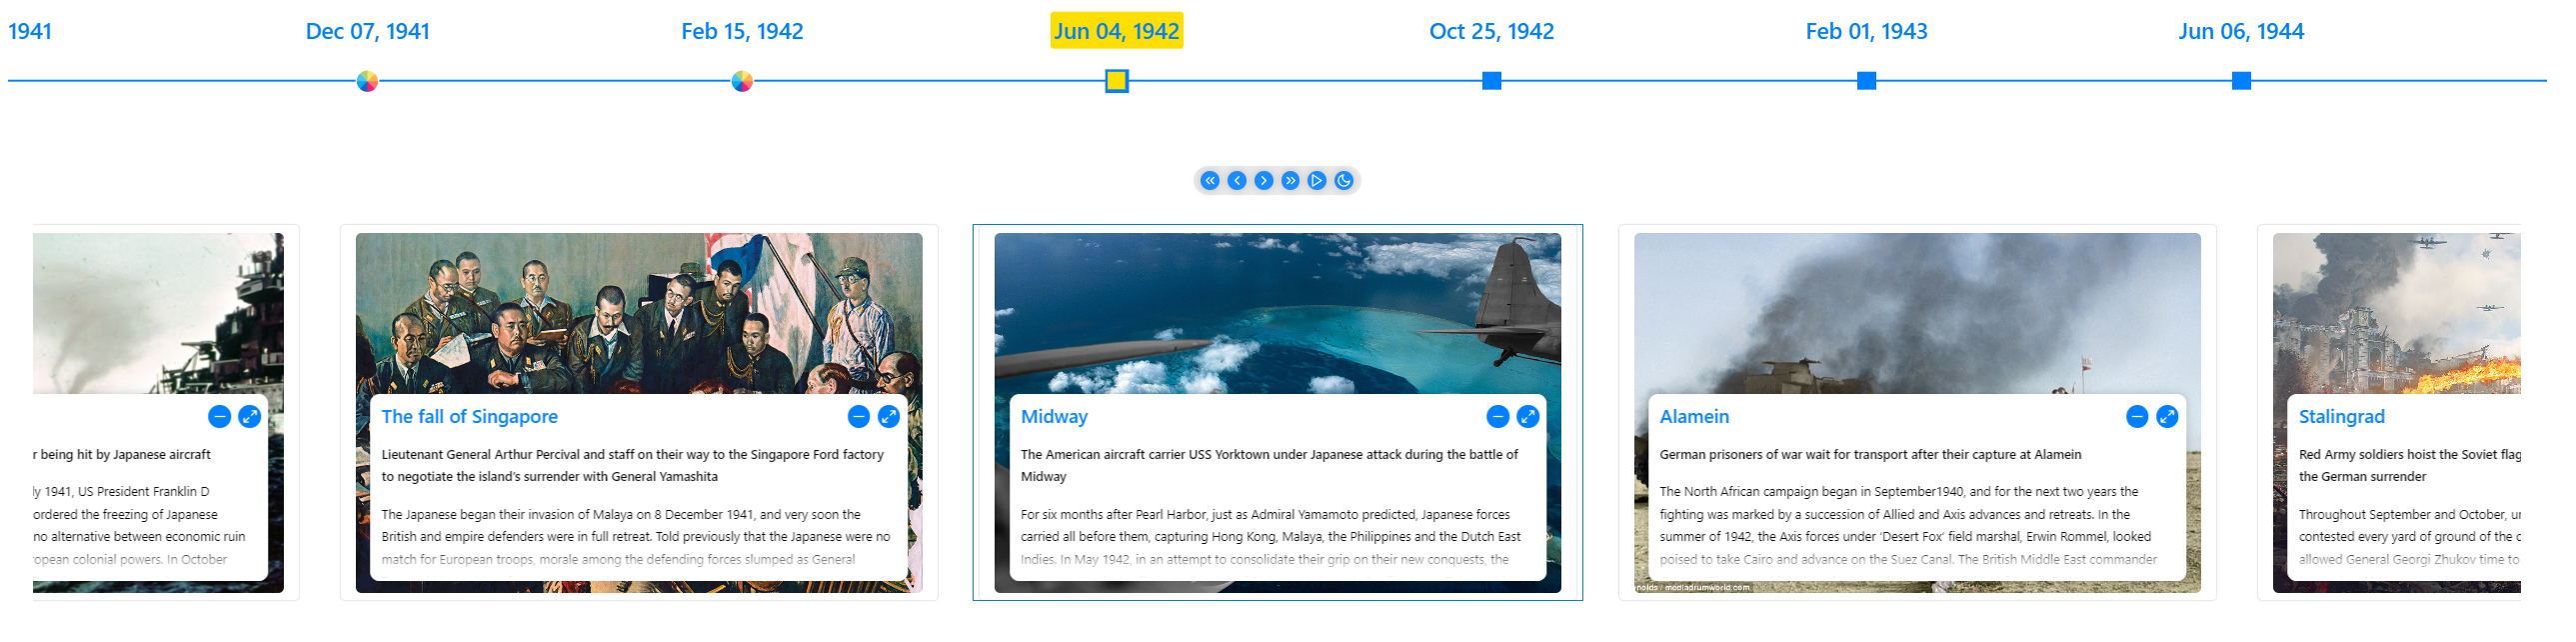 1941
Dec 07, 1941
Feb 15, 1942
Jun 04, 1942
Oct 25, 1942
Feb 01, 1943
Jun 06, 1944
r being hit by Japanese aircraft
ly 1941, US President Franklin D
ordered the freezing of Japanese
no alternative between economic ruin
ropean colonial powers. In October
The fall of Singapore
Lieutenant General Arthur Percival and staff on their way to the Singapore Ford factory
to negotiate the island's surrender with General Yamashita
The Japanese began their invasion of Malaya on 8 December 1941, and very soon the
British and empire defenders were in full retreat. Told previously that the Japanese were no
match for European troops, morale among the defending forces slumped as General
Midway
The American aircraft carrier USS Yorktown under Japanese attack during the battle of
Midway
For six months after Pearl Harbor, just as Admiral Yamamoto predicted, Japanese forces
carried all before them, capturing Hong Kong, Malaya, the Philippines and the Dutch East
Indies. In May 1942, in an attempt to consolidate their grip on their new conquests, the
Alamein
German prisoners of war wait for transport after their capture at Alamein
The North African campaign began in September1940, and for the next two years the
fighting was marked by a succession of Allied and Axis advances and retreats. In the
summer of 1942, the Axis forces under 'Desert Fox' field marshal, Erwin Rommel, looked
poised to take Cairo and advance on the Suez Canal. The British Middle East commander
nolds / mediadrumworld.com
Stalingrad
Red Army soldiers hoist the Soviet flag
the German surrender
Throughout September and October, ur
contested every yard of ground of the c
allowed General Georgi Zhukov time to